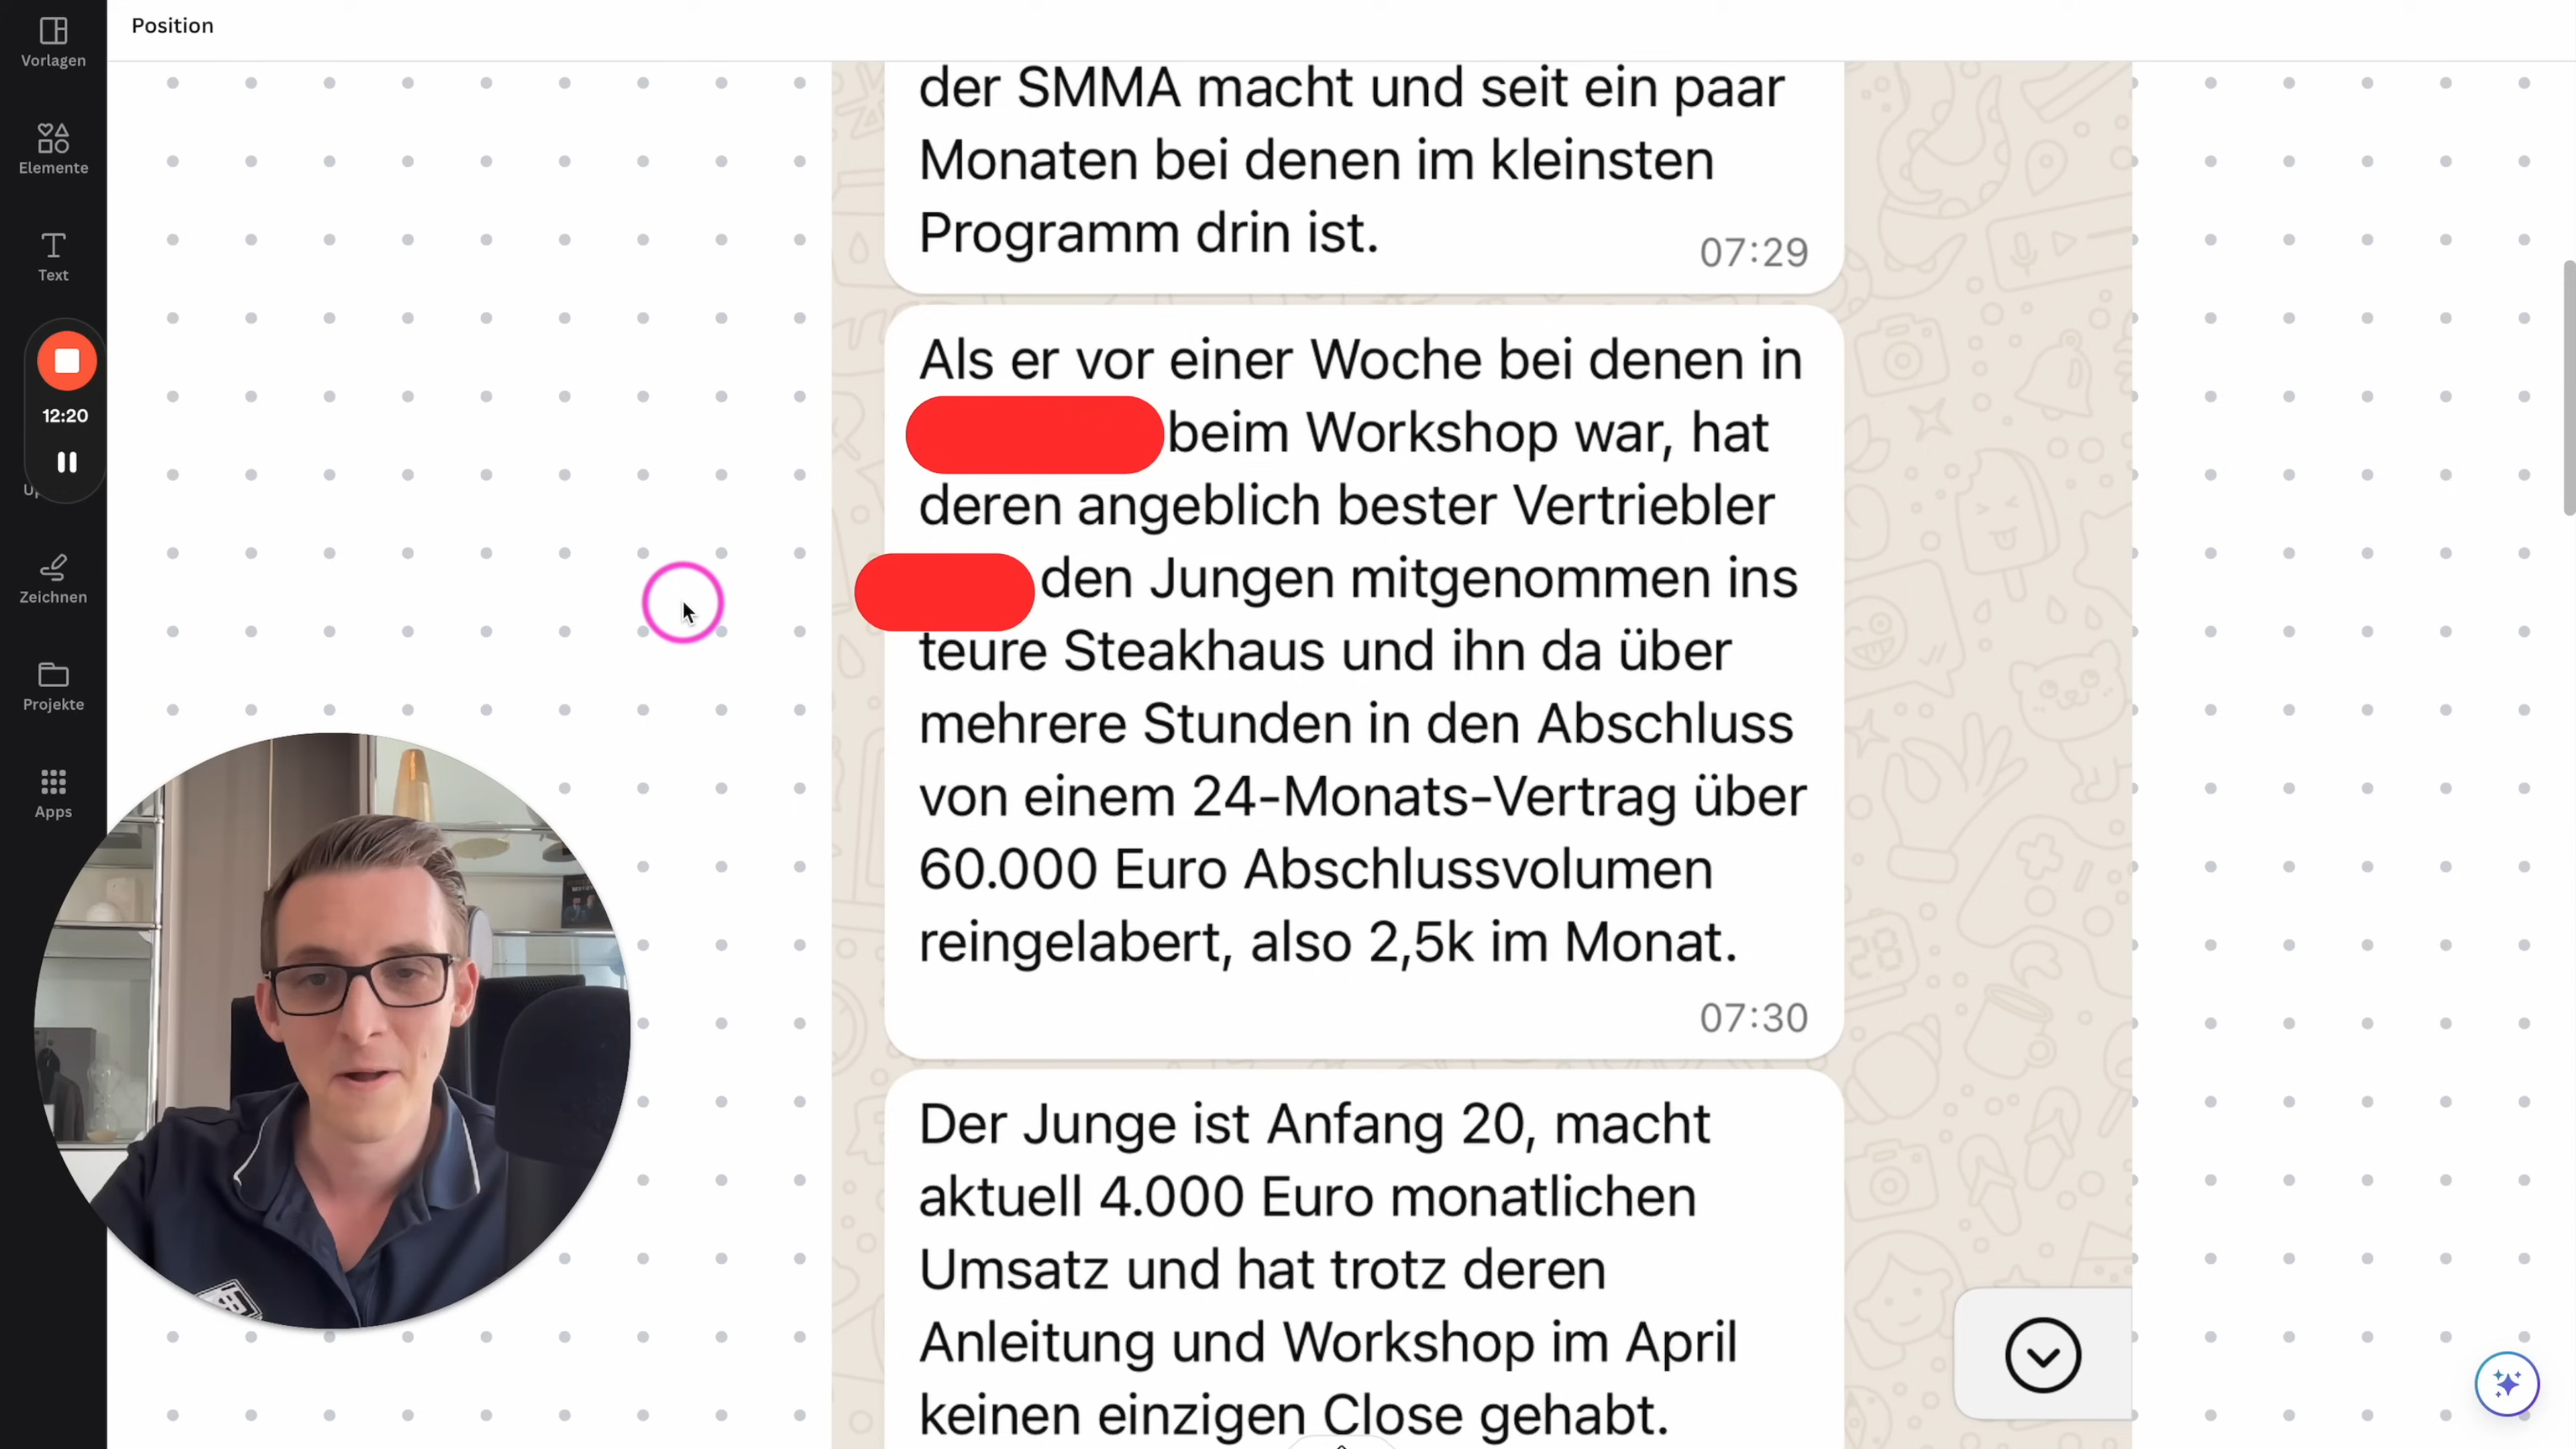 Position
Vorlagen
Elemente
Text
12:20
Zeichnen
Projekte
Apps
der SMMA macht und seit ein paar
Monaten bei denen im kleinsten
Programm drin ist.
07:29
Als er vor einer Woche bei denen in
beim Workshop war, hat
deren angeblich bester Vertriebler
den Jungen mitgenommen ins
teure Steakhaus und ihn da über
mehrere Stunden in den Abschluss
von einem 24-Monats-Vertrag über
60.000 Euro Abschlussvolumen
reingelabert, also 2,5k im Monat.
07:30
Der Junge ist Anfang 20, macht
aktuell 4.000 Euro monatlichen
Umsatz und hat trotz deren
Anleitung und Workshop im April
keinen einzigen Close gehabt.